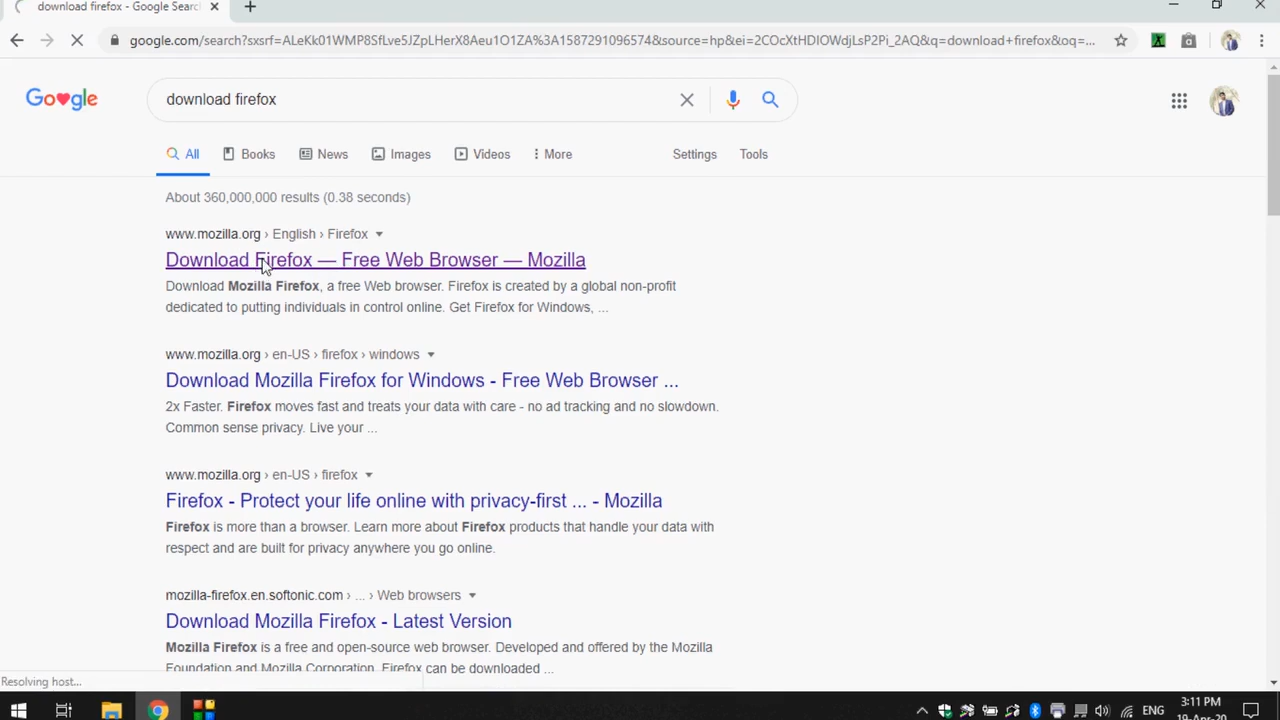 download firefox - Google Searc
google.com/search?sxsrf=ALeKk01WMP8SfLve5JZpLHerX8Aeu1O1ZA%3A1587291096574&source=hp&ei=2COcXtHDIOWdjLsP2Pi_2AQ&q=download+firefox&oq=...
Go gle
download firefox
All Books News Images Videos More Settings Tools
About 360,000,000 results (0.38 seconds)
www.mozilla.org › English › Firefox
Download Firefox — Free Web Browser — Mozilla
Download Mozilla Firefox, a free Web browser. Firefox is created by a global non-profit
dedicated to putting individuals in control online. Get Firefox for Windows, ...
www.mozilla.org › en-US › firefox › windows
Download Mozilla Firefox for Windows - Free Web Browser ...
2x Faster. Firefox moves fast and treats your data with care - no ad tracking and no slowdown.
Common sense privacy. Live your ...
www.mozilla.org › en-US › firefox
Firefox - Protect your life online with privacy-first ... - Mozilla
Firefox is more than a browser. Learn more about Firefox products that handle your data with
respect and are built for privacy anywhere you go online.
mozilla-firefox.en.softonic.com › ... › Web browsers
Download Mozilla Firefox - Latest Version
Mozilla Firefox is a free and open-source web browser. Developed and offered by the Mozilla
Foundation and Mozilla Corporation, Firefox can be downloaded ...
Resolving host...
ENG
3:11 PM
19-Apr-20